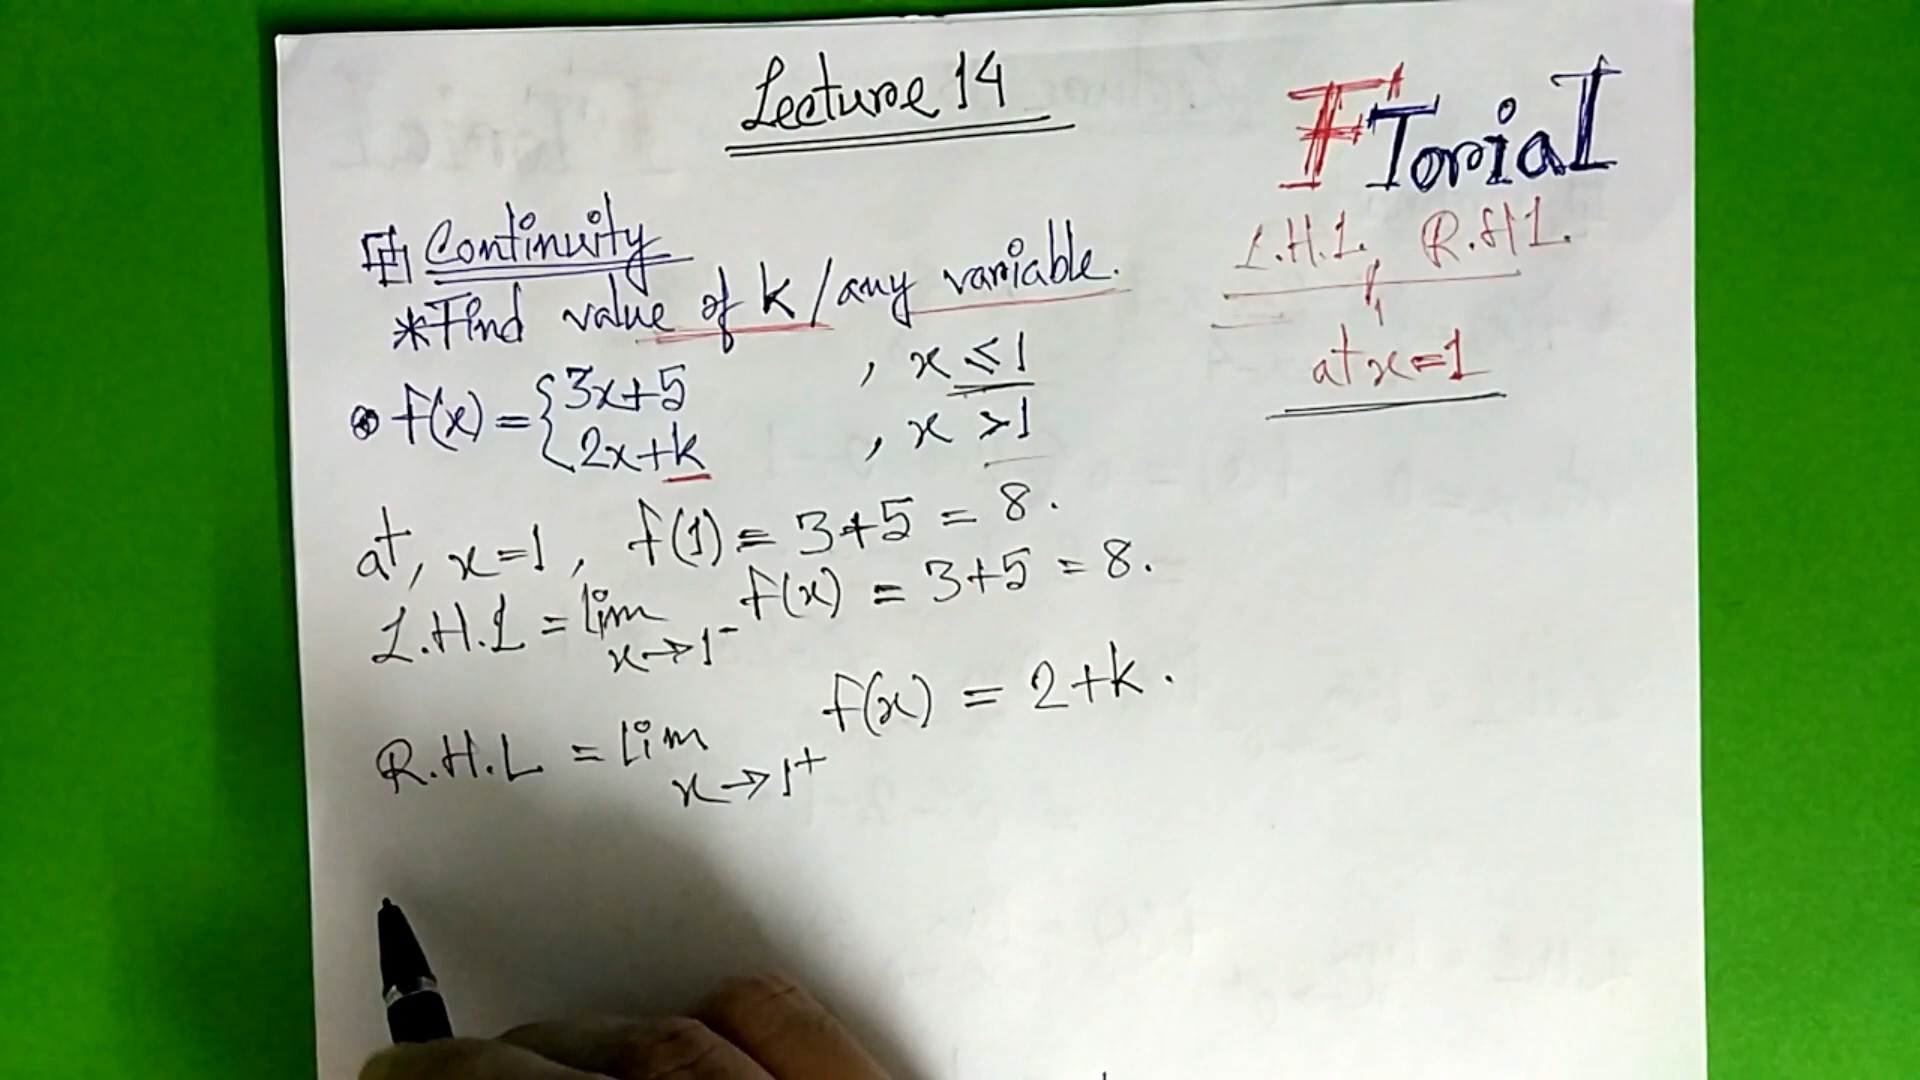 Lecture 14
FTorial
Continuity
*Find value of k / any variable.
L.H.L, R.H.L.
at x=1
f(x) = {3x+5 , x ≤ 1
2x+k , x > 1
at, x=1, f(1) = 3+5 = 8.
L.H.L = lim x→1⁻ f(x) = 3+5 = 8.
R.H.L = lim x→1⁺ f(x) = 2+k.